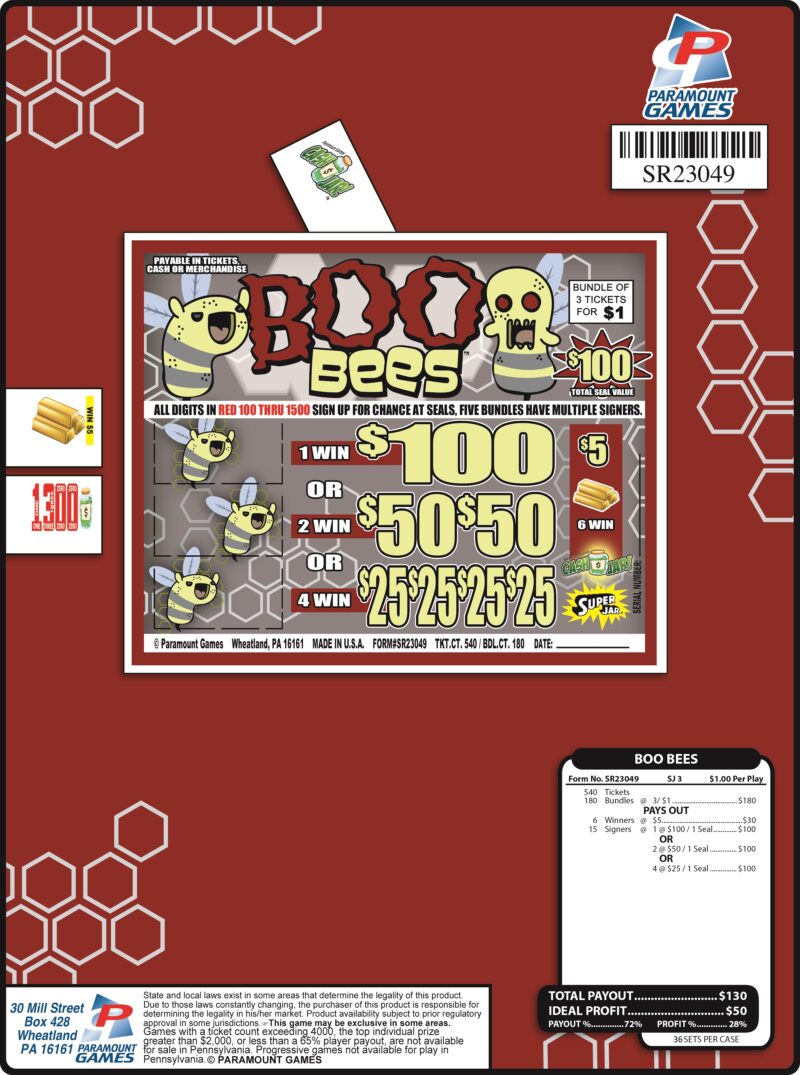 PARAMOUNT
GAMES
SR23049
Paramount Games
CASH
JAR
PAYABLE IN TICKETS,
CASH OR MERCHANDISE
BOO
BEES™
BUNDLE OF
3 TICKETS
FOR $1
$100
TOTAL SEAL VALUE
ALL DIGITS IN RED 100 THRU 1500 SIGN UP FOR CHANCE AT SEALS, FIVE BUNDLES HAVE MULTIPLE SIGNERS.
WIN $5
ONE THREE ZERO ZERO
1300
ONE THREE ZERO ZERO
1 WIN $100
OR
2 WIN $50 $50
OR
4 WIN $25 $25 $25 $25
$5
6 WIN
CASH JAR!
SUPER
JAR
SERIAL NUMBER:
© Paramount Games Wheatland, PA 16161 MADE IN U.S.A. FORM#SR23049 TKT.CT. 540 / BDL.CT. 180 DATE:
BOO BEES
Form No. SR23049 SJ 3 $1.00 Per Play
540 Tickets
180 Bundles @ 3/ $1 $180
PAYS OUT
6 Winners @ $5 $30
15 Signers @ 1 @ $100 / 1 Seal $100
OR
2 @ $50 / 1 Seal $100
OR
4 @ $25 / 1 Seal $100
TOTAL PAYOUT $130
IDEAL PROFIT $50
PAYOUT % 72% PROFIT % 28%
36 SETS PER CASE
30 Mill Street
Box 428
Wheatland
PA 16161
PARAMOUNT
GAMES
State and local laws exist in some areas that determine the legality of this product.
Due to those laws constantly changing, the purchaser of this product is responsible for
determining the legality in his/her market. Product availability subject to prior regulatory
approval in some jurisdictions. This game may be exclusive in some areas.
Games with a ticket count exceeding 4000, the top individual prize
greater than $2,000, or less than a 65% player payout, are not available
for sale in Pennsylvania. Progressive games not available for play in
Pennsylvania. © PARAMOUNT GAMES